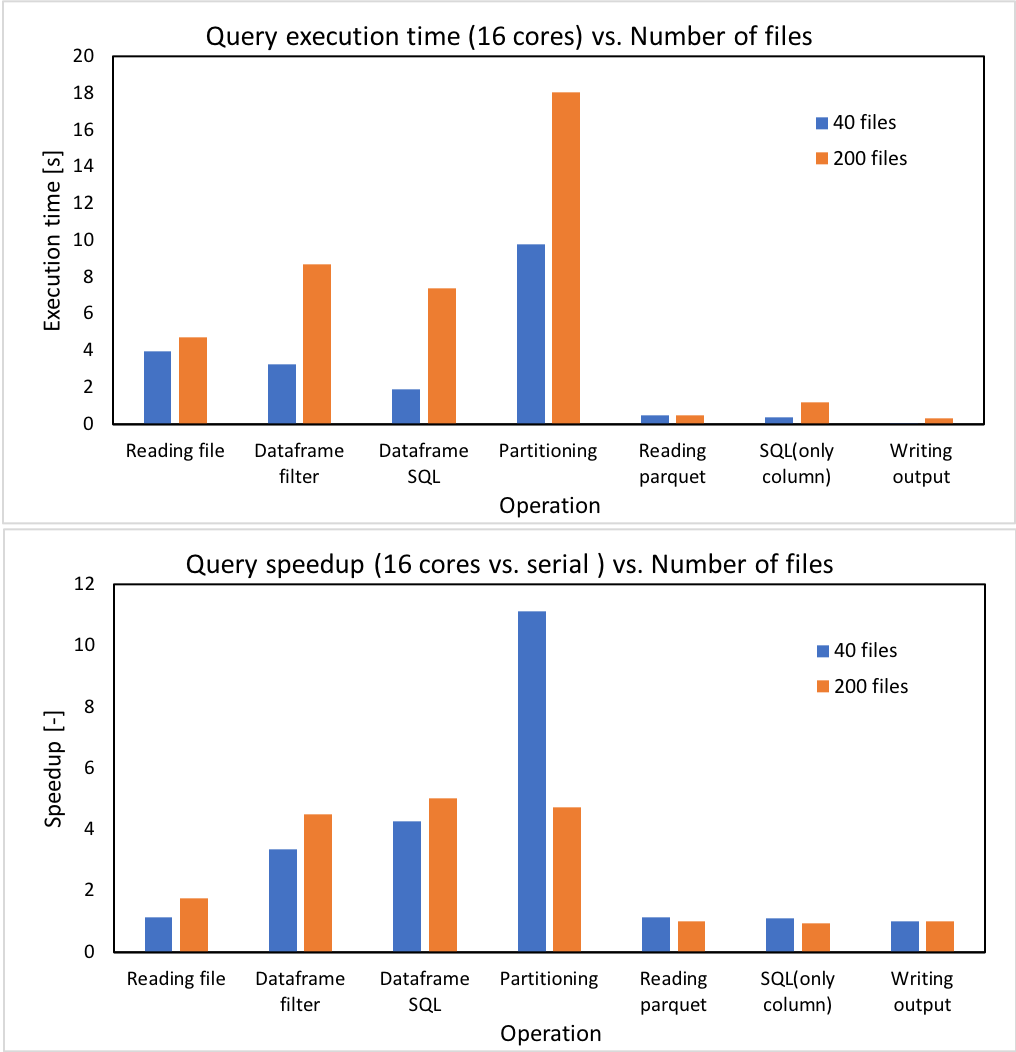 Query execution time (16 cores) vs. Number of files
20
18
16
14
12
10
8
6
4
2
0
Execution time [s]
40 files
200 files
Reading file
Dataframe
filter
Dataframe
SQL
Partitioning
Reading
parquet
SQL(only
column)
Writing
output
Operation
Query speedup (16 cores vs. serial ) vs. Number of files
12
10
8
6
4
2
0
Speedup [-]
40 files
200 files
Reading file
Dataframe
filter
Dataframe
SQL
Partitioning
Reading
parquet
SQL(only
column)
Writing
output
Operation